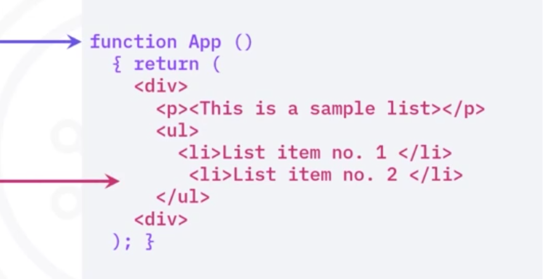 function App ()
{ return (
<div>
<p><This is a sample list></p>
<ul>
<li>List item no. 1 </li>
<li>List item no. 2 </li>
</ul>
<div>
); }